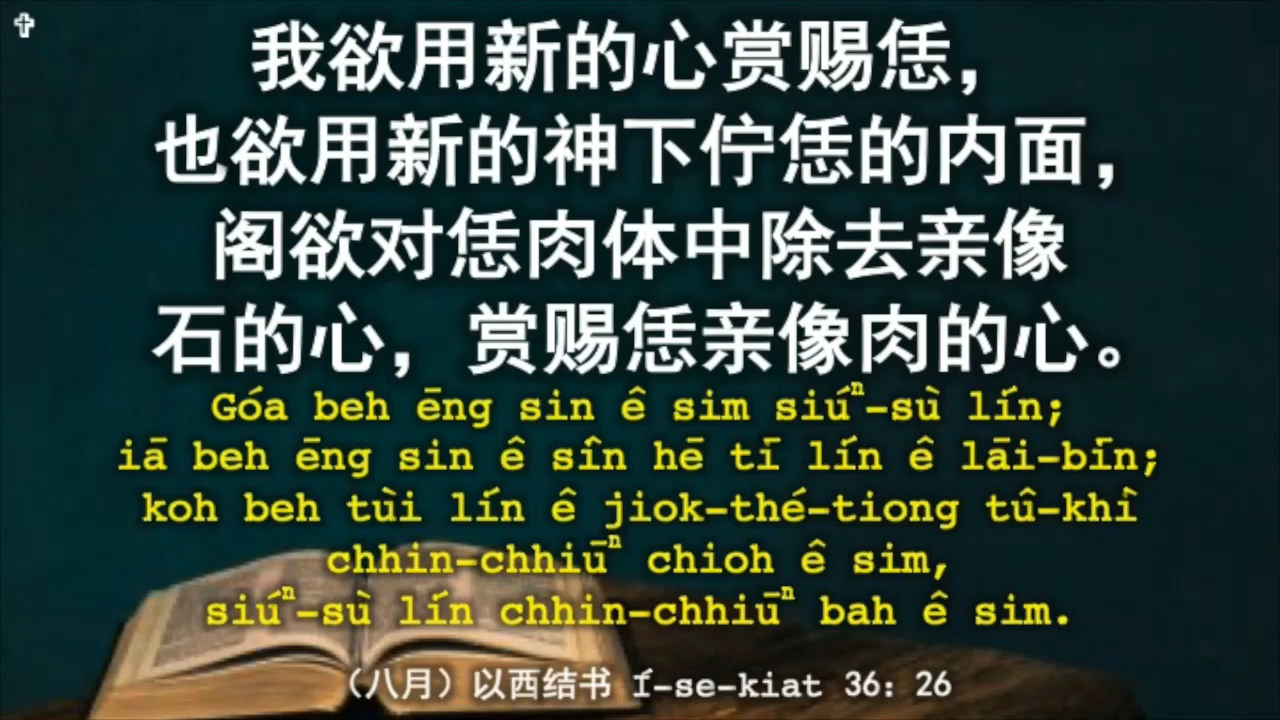 我欲用新的心赏赐恁，
也欲用新的神下佇恁的内面，
阁欲对恁肉体中除去亲像
石的心，赏赐恁亲像肉的心。
Góa beh ēng sin ê sim siúⁿ-sù lín;
iā beh ēng sin ê sîn hē tī lín ê lāi-bīn;
koh beh tùi lín ê jiok-thé-tiong tû-khì
chhin-chhiūⁿ chioh ê sim,
siúⁿ-sù lín chhin-chhiūⁿ bah ê sim.
（八月）以西结书 Í-se-kiat 36: 26